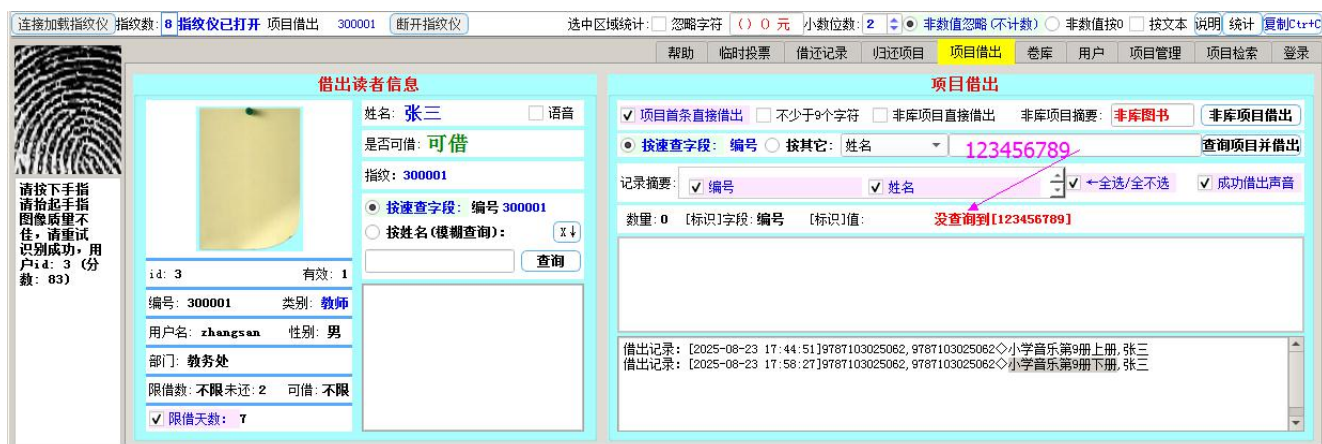 连接加载指纹仪 指纹数: 8 指纹仪已打开 项目借出 300001 断开指纹仪 选中区域统计: 忽略字符 () 0 元 小数位数: 2 非数值忽略(不计数) 非数值按0 按文本 说明 统计 复制Ctr+C
帮助 临时投票 借还记录 归还项目 项目借出 卷库 用户 项目管理 项目检索 登录
请按下手指
请抬起手指
图像质量不
佳，请重试
识别成功，用
户id: 3 (分
数: 83)
借出读者信息
姓名: 张三 语音
是否可借: 可借
指纹: 300001
按速查字段: 编号 300001
按姓名(模糊查询): X↓
查询
id: 3 有效: 1
编号: 300001 类别: 教师
用户名: zhangsan 性别: 男
部门: 教务处
限借数: 不限 未还: 2 可借: 不限
限借天数: 7
项目借出
项目首条直接借出 不少于9个字符 非库项目直接借出 非库项目摘要: 非库图书 非库项目借出
按速查字段: 编号 按其它: 姓名 123456789 查询项目并借出
记录摘要: 编号 姓名 ←全选/全不选 成功借出声音
数量: 0 [标识]字段: 编号 [标识]值: 没查询到[123456789]
借出记录: [2025-08-23 17:44:51]9787103025062,9787103025062◇小学音乐第9册上册,张三
借出记录: [2025-08-23 17:58:27]9787103025062,9787103025062◇小学音乐第9册下册,张三